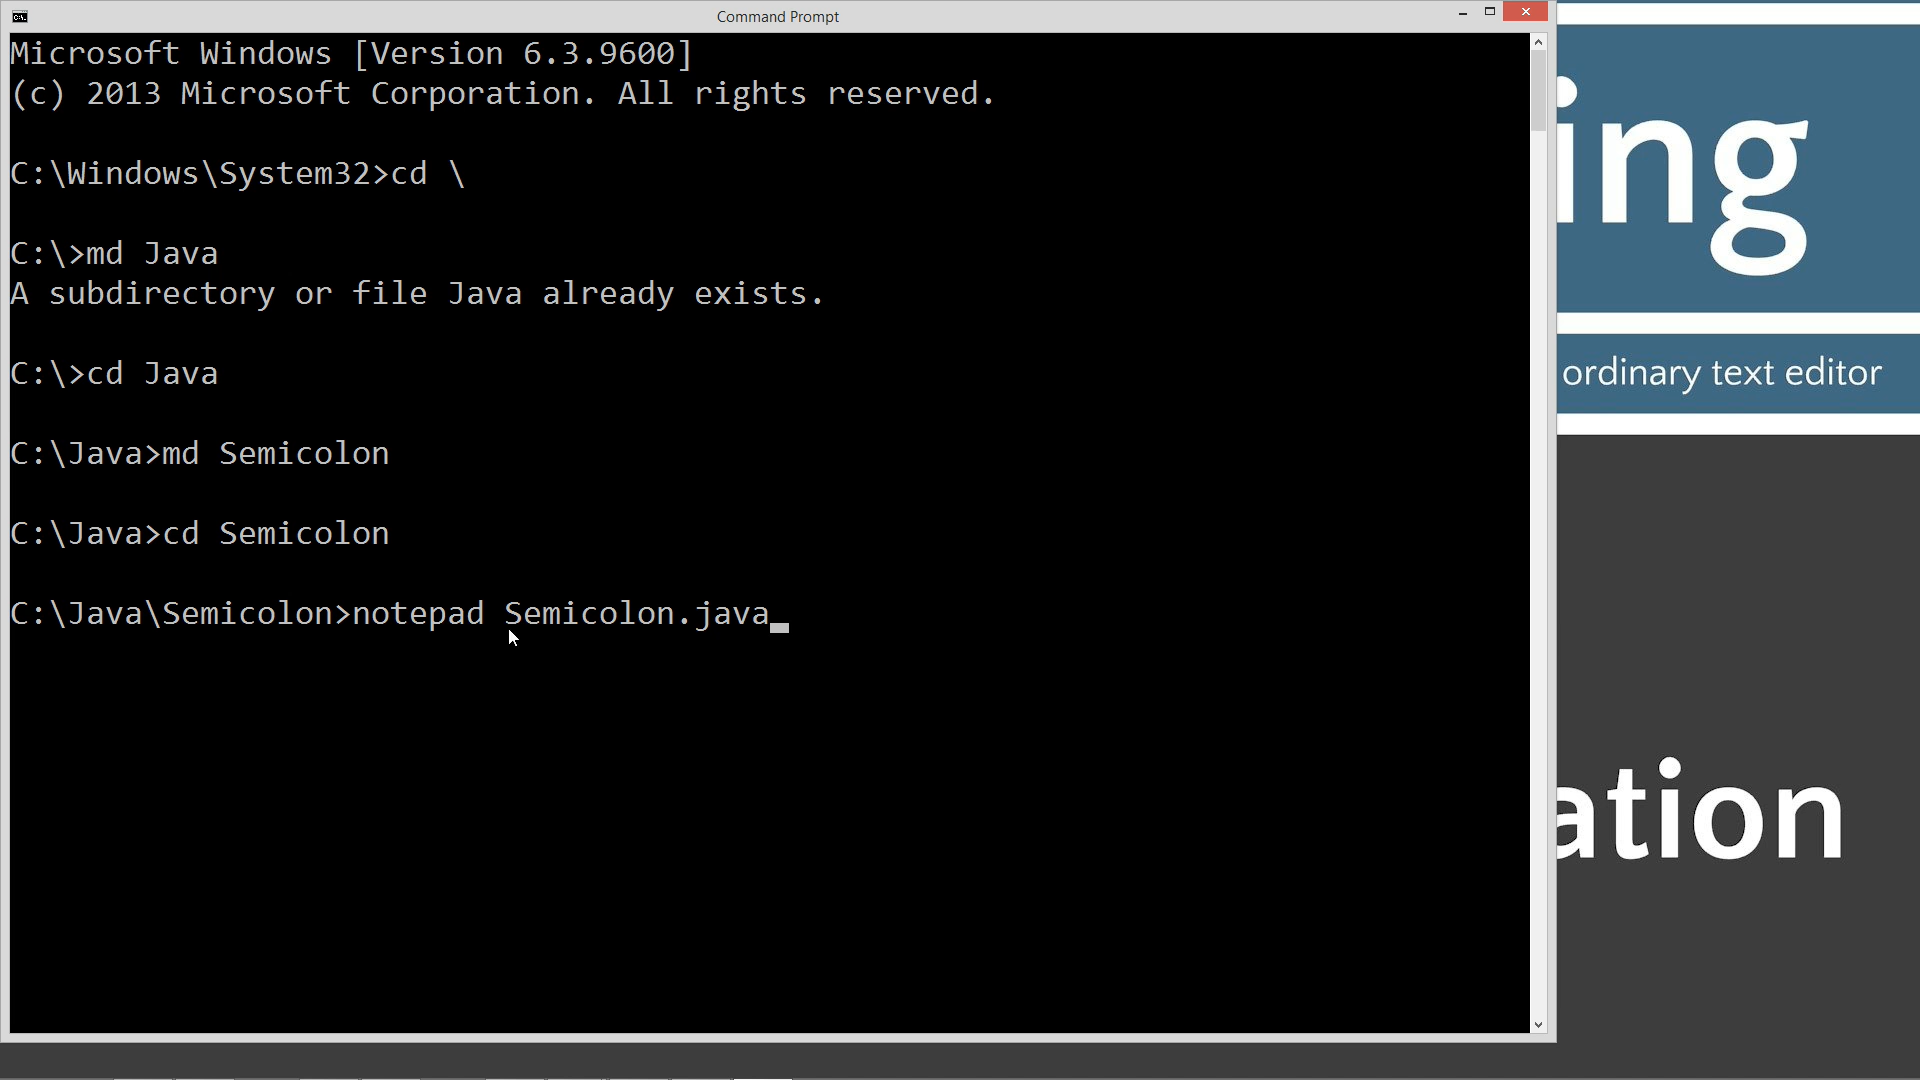 Command Prompt
Microsoft Windows [Version 6.3.9600]
(c) 2013 Microsoft Corporation. All rights reserved.
C:\Windows\System32>cd \
C:\>md Java
A subdirectory or file Java already exists.
C:\>cd Java
C:\Java>md Semicolon
C:\Java>cd Semicolon
C:\Java\Semicolon>notepad Semicolon.java
ing
ordinary text editor
ation